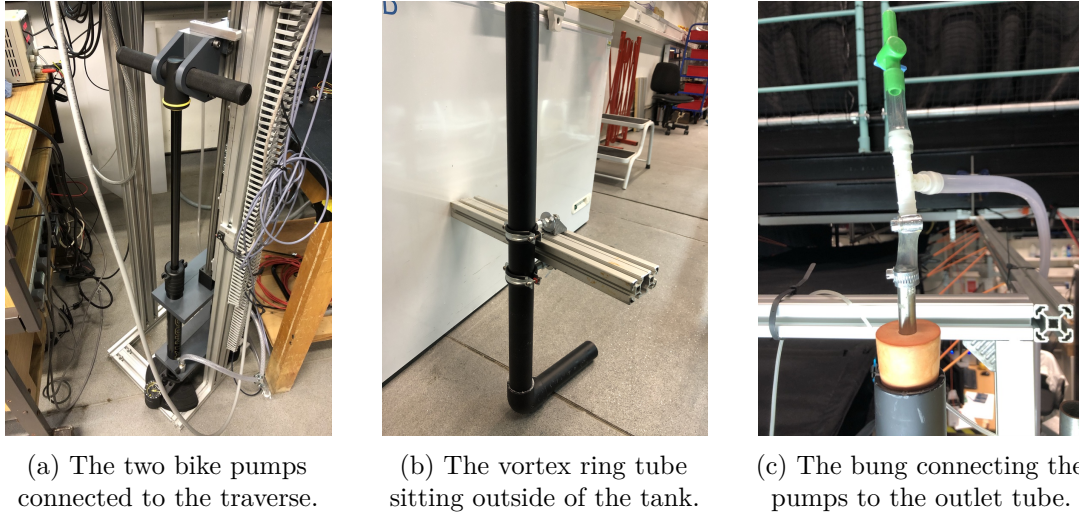 D
(a) The two bike pumps
connected to the traverse.
(b) The vortex ring tube
sitting outside of the tank.
(c) The bung connecting the
pumps to the outlet tube.